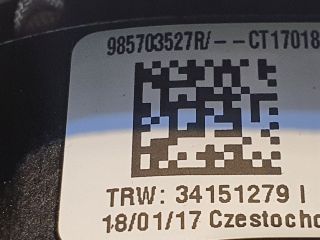 985703527R/--CT17018
TRW: 34151279 I
18/01/17 Czestocho